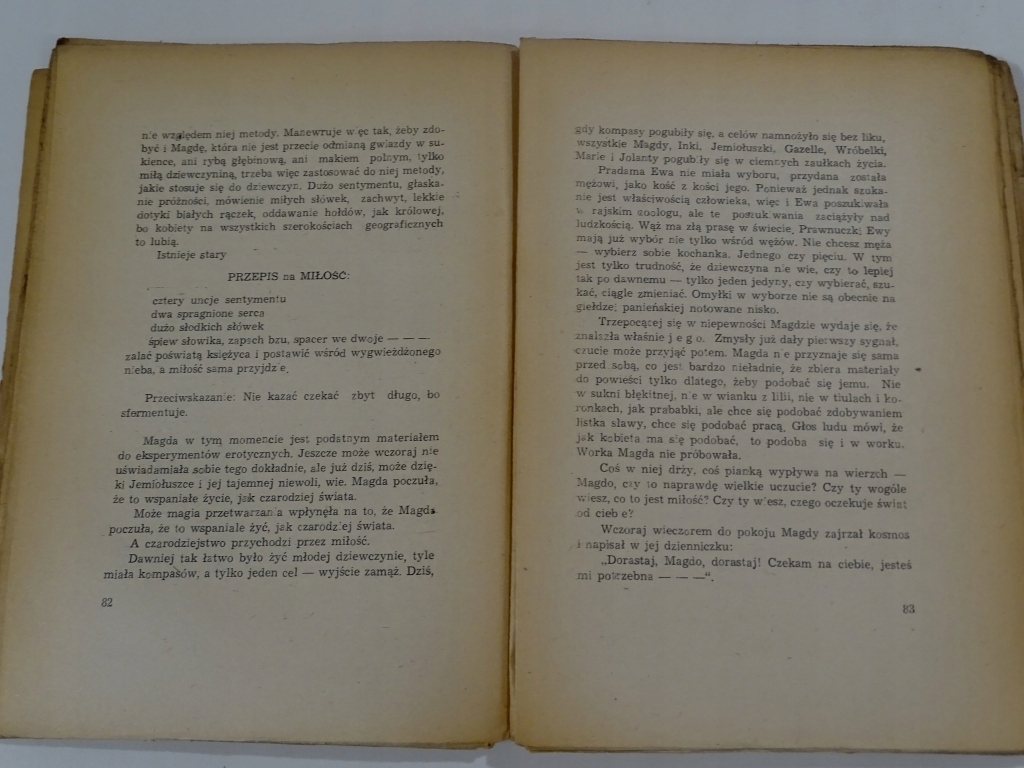 nie względem niej metody. Manewruje więc tak, żeby zdo-
być i Magdę, która nie jest przecie odmianą gwiazdy w su-
kience, ani rybą głębinową, ani makiem polnym, tylko
miłą dziewczyniną, trzeba więc zastosować do niej metody,
jakie stosuje się do dziewczyn. Dużo sentymentu, głaska-
nie próżności, mówienie miłych słówek, zachwyt, lekkie
dotyki białych rączek, oddawanie hołdów, jak królowej,
bo kobiety na wszystkich szerokościach geograficznych
to lubią.
Istnieje stary
PRZEPIS na MIŁOŚĆ:
cztery uncje sentymentu
dwa spragnione serca
dużo słodkich słówek
śpiew słowika, zapach bzu, spacer we dwoje — — —
zalać poświatą księżyca i postawić wśród wygwieżdżonego
nieba, a miłość sama przyjdzie.
Przeciwskazanie: Nie kazać czekać zbyt długo, bo
sfermentuje.
Magda w tym momencie jest podatnym materiałem
do eksperymentów erotycznych. Jeszcze może wczoraj nie
uświadamiała sobie tego dokładnie, ale już dziś, może dzię-
ki Jemiołuszce i jej tajemnej niewoli, wie. Magda poczuła,
że to wspaniałe życie, jak czarodziej świata.
Może magia przetwarzania wpłynęła na to, że Magda
poczuła, że to wspaniale żyć, jak czarodziej świata.
A czarodziejstwo przychodzi przez miłość.
Dawniej tak łatwo było żyć młodej dziewczynie, tyle
miała kompasów, a tylko jeden cel — wyjście zamąż. Dziś,
82
gdy kompasy pogubiły się, a celów namnożyło się bez liku,
wszystkie Magdy, Inki, Jemiołuszki, Gazelle, Wróbelki,
Marie i Jolanty pogubiły się w ciemnych zaułkach życia.
Pradama Ewa nie miała wyboru, przydana została
mężowi, jako kość z kości jego. Ponieważ jednak szuka-
nie jest właściwością człowieka, więc i Ewa poszukiwała
w rajskim zoologu, ale te poszukiwania zaciążyły nad
ludzkością. Wąż ma złą prasę w świecie. Prawnuczki Ewy
mają już wybór nie tylko wśród wężów. Nie chcesz męża
— wybierz sobie kochanka. Jednego czy pięciu. W tym
jest tylko trudność, że dziewczyna nie wie, czy to lepiej
tak po dawnemu — tylko jeden jedyny, czy wybierać, szu-
kać, ciągle zmieniać. Omyłki w wyborze nie są obecnie na
giełdzie panieńskiej notowane nisko.
Trzepocącej się w niepewności Magdzie wydaje się, że
znalazła właśnie j e g o. Zmysły już dały pierwszy sygnał,
czucie może przyjąć potem. Magda nie przyznaje się sama
przed sobą, co jest bardzo nieładnie, że zbiera materiały
do powieści tylko dlatego, żeby podobać się jemu. Nie
w sukni błękitnej, nie w wianku z lilii, nie w tiulach i ko-
ronkach, jak prababki, ale chce się podobać zdobywaniem
listka sławy, chce się podobać pracą. Głos ludu mówi, że
jak kobieta ma się podobać, to podoba się i w worku.
Worka Magda nie próbowała.
Coś w niej drży, coś pianką wypływa na wierzch —
Magdo, czy to naprawdę wielkie uczucie? Czy ty wogóle
wiesz, co to jest miłość? Czy ty wiesz, czego oczekuje świat
od ciebie?
Wczoraj wieczorem do pokoju Magdy zajrzał kosmos
i napisał w jej dzienniczku:
„Dorastaj, Magdo, dorastaj! Czekam na ciebie, jesteś
mi potrzebna — — —“.
83